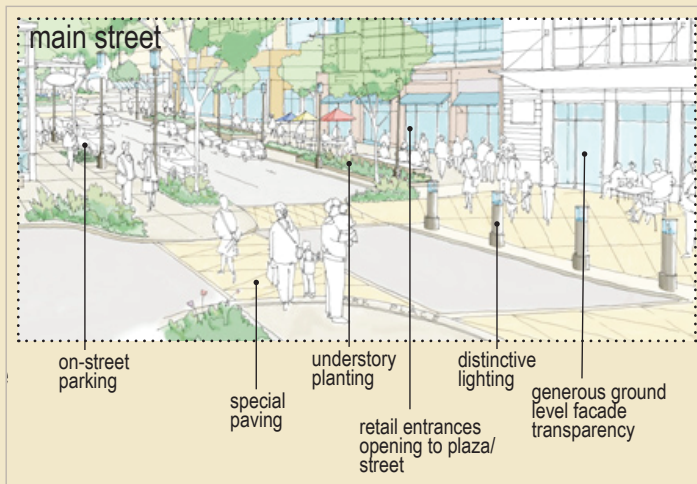 main street
on-street
parking
special
paving
understory
planting
retail entrances
opening to plaza/
street
distinctive
lighting
generous ground
level facade
transparency